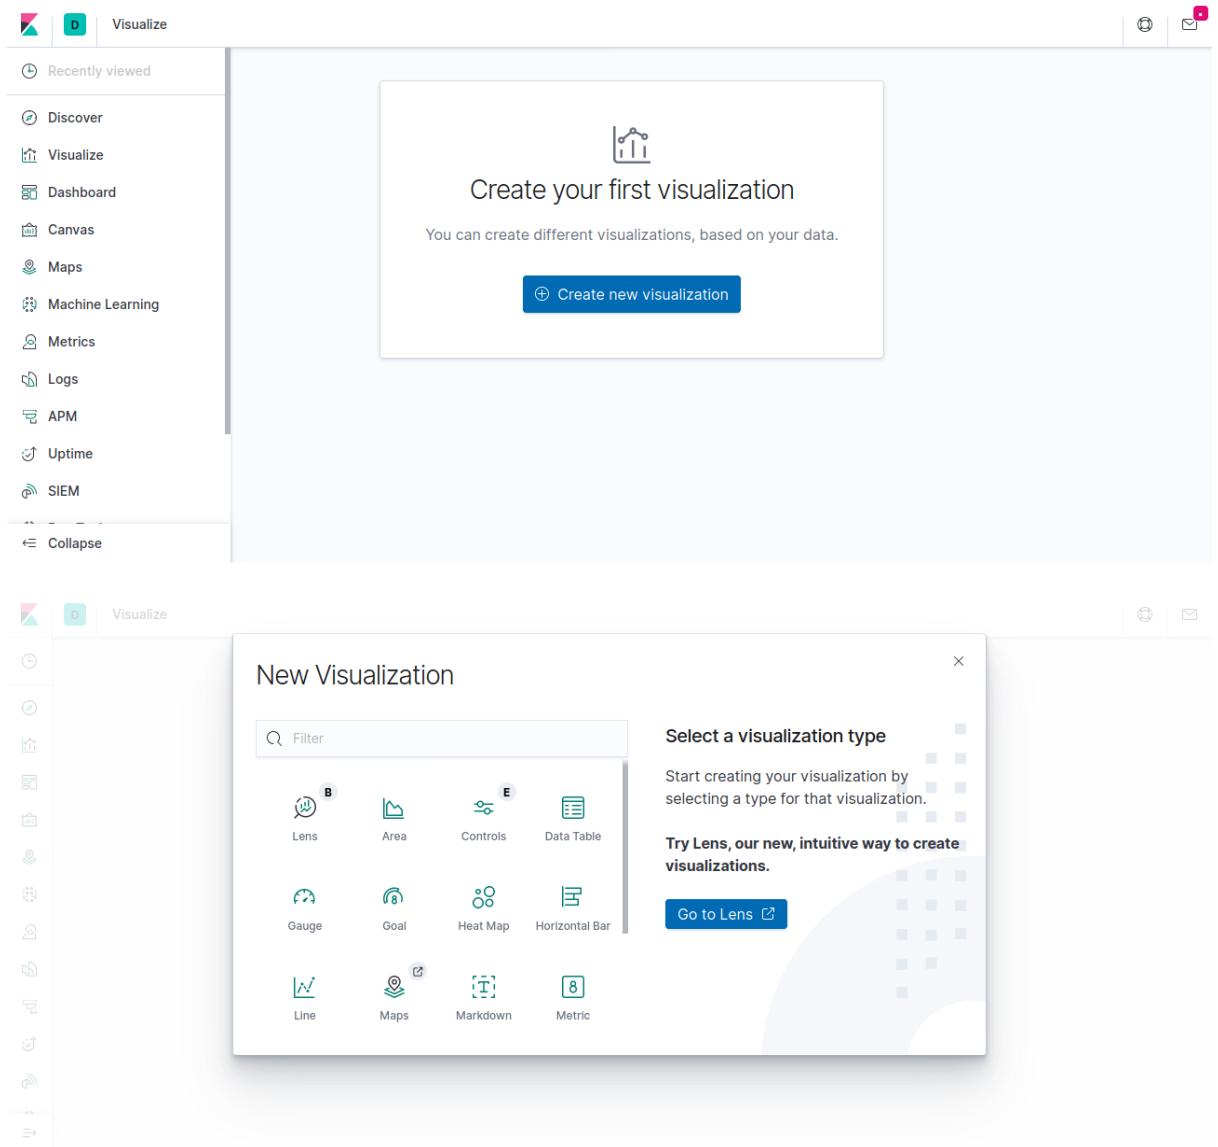 D Visualize
Recently viewed
Discover
Visualize
Dashboard
Canvas
Maps
Machine Learning
Metrics
Logs
APM
Uptime
SIEM
Collapse
Create your first visualization
You can create different visualizations, based on your data.
Create new visualization
D Visualize
New Visualization
Filter
B
E
Lens Area Controls Data Table
Gauge Goal Heat Map Horizontal Bar
8
Line Maps Markdown Metric
Select a visualization type
Start creating your visualization by
selecting a type for that visualization.
Try Lens, our new, intuitive way to create
visualizations.
Go to Lens